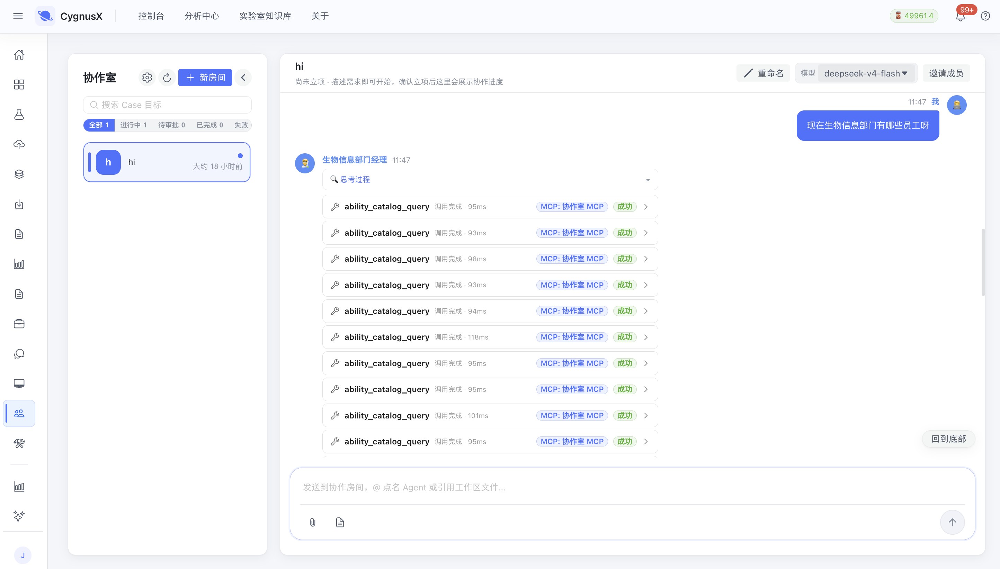 CygnusX
控制台
分析中心
实验室知识库
关于
49961.4
99+
协作室
新房间
搜索 Case 目标
全部 1
进行中 1
待审批 0
已完成 0
失败
h
hi
大约 18 小时前
hi
尚未立项 · 描述需求即可开始，确认立项后这里会展示协作进度
重命名
模型
deepseek-v4-flash
邀请成员
11:47 我
现在生物信息部门有哪些员工呀
生物信息部门经理 11:47
思考过程
ability_catalog_query 调用完成 · 95ms MCP: 协作室 MCP 成功
ability_catalog_query 调用完成 · 93ms MCP: 协作室 MCP 成功
ability_catalog_query 调用完成 · 98ms MCP: 协作室 MCP 成功
ability_catalog_query 调用完成 · 93ms MCP: 协作室 MCP 成功
ability_catalog_query 调用完成 · 94ms MCP: 协作室 MCP 成功
ability_catalog_query 调用完成 · 118ms MCP: 协作室 MCP 成功
ability_catalog_query 调用完成 · 95ms MCP: 协作室 MCP 成功
ability_catalog_query 调用完成 · 95ms MCP: 协作室 MCP 成功
ability_catalog_query 调用完成 · 101ms MCP: 协作室 MCP 成功
ability_catalog_query 调用完成 · 95ms MCP: 协作室 MCP 成功
回到底部
发送到协作房间，@ 点名 Agent 或引用工作区文件...
J